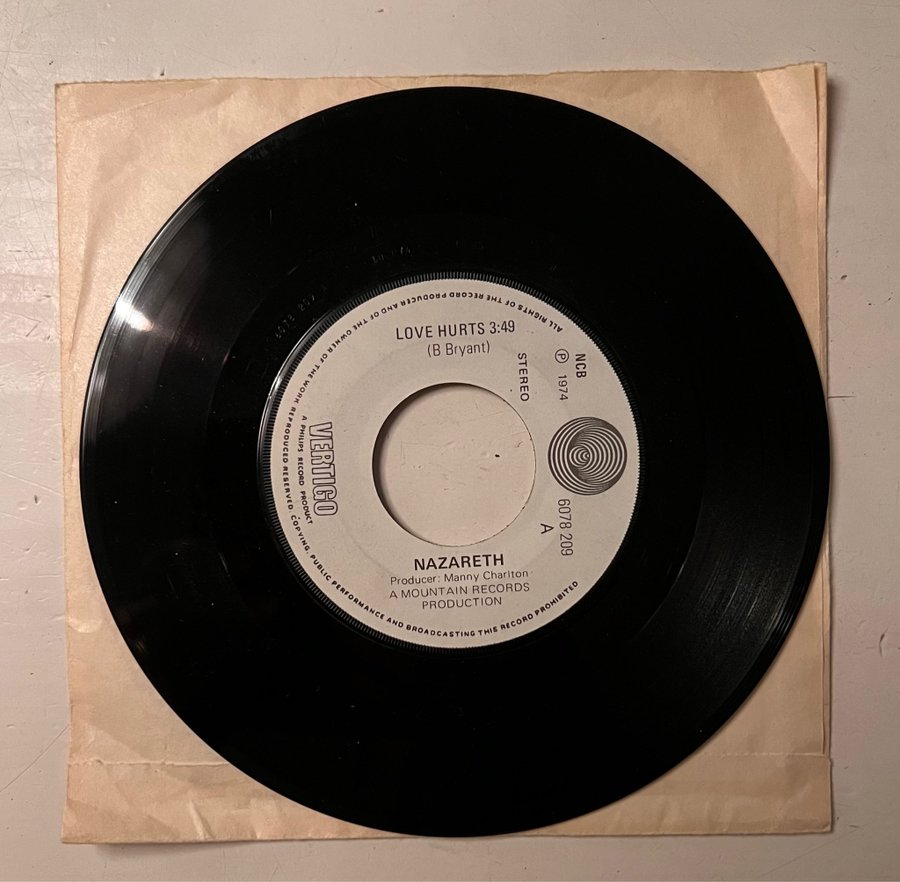 LOVE HURTS 3:49
(B Bryant)
STEREO
NCB
Ⓟ 1974
6078 209
A
VERTIGO
A PHILIPS RECORD PRODUCT
NAZARETH
Producer: Manny Charlton
A MOUNTAIN RECORDS
PRODUCTION
ALL RIGHTS OF THE RECORD PRODUCER AND OF THE OWNER OF THE WORK REPRODUCED RESERVED. COPYING, PUBLIC PERFORMANCE AND BROADCASTING THIS RECORD PROHIBITED